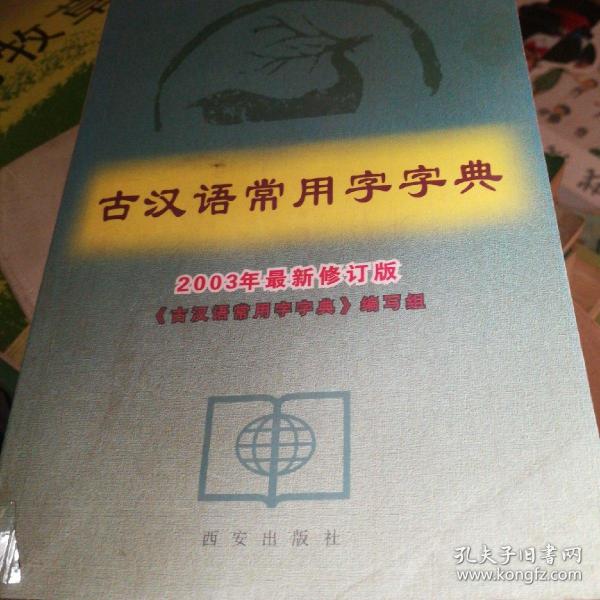 牧草
古汉语常用字字典
2003年最新修订版
《古汉语常用字字典》编写组
西安出版社
孔夫子旧书网
www.kongfz.com